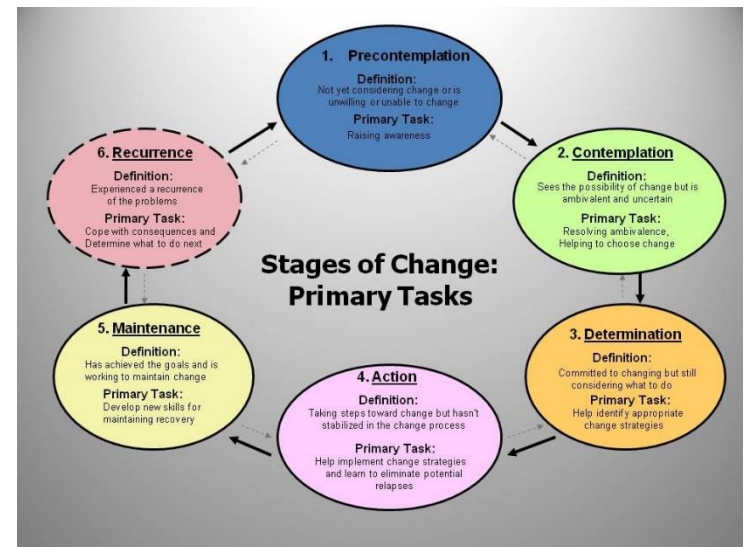 1. Precontemplation
Definition:
Not yet considering change or is
unwilling or unable to change
Primary Task:
Raising awareness
2. Contemplation
Definition:
Sees the possibility of change but is
ambivalent and uncertain
Primary Task:
Resolving ambivalence,
Helping to choose change
3. Determination
Definition:
Committed to changing but still
considering what to do
Primary Task:
Help identify appropriate
change strategies
4. Action
Definition:
Taking steps toward change but hasn't
stabilized in the change process
Primary Task:
Help implement change strategies
and learn to eliminate potential
relapses
5. Maintenance
Definition:
Has achieved the goals and is
working to maintain change
Primary Task:
Develop new skills for
maintaining recovery
6. Recurrence
Definition:
Experienced a recurrence
of the problems
Primary Task:
Cope with consequences and
Determine what to do next
Stages of Change:
Primary Tasks